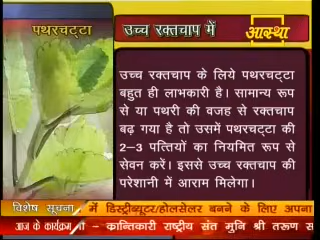 पथरचट्टा
उच्च रक्तचाप में
आस्था
उच्च रक्तचाप के लिये पथरचट्टा
बहुत ही लाभकारी है। सामान्य रूप
से या पथरी की वजह से रक्तचाप
बढ़ गया है तो उसमें पथरचट्टा की
2-3 पत्तियों का नियमित रूप से
सेवन करें। इससे उच्च रक्तचाप की
परेशानी में आराम मिलेगा।
विशेष सूचना में डिस्ट्रीब्यूटर/होलसेलर बनने के लिए अपना
आज के कार्यक्रम - क्रान्तिकारी राष्ट्रीय संत मुनि श्री तरूण